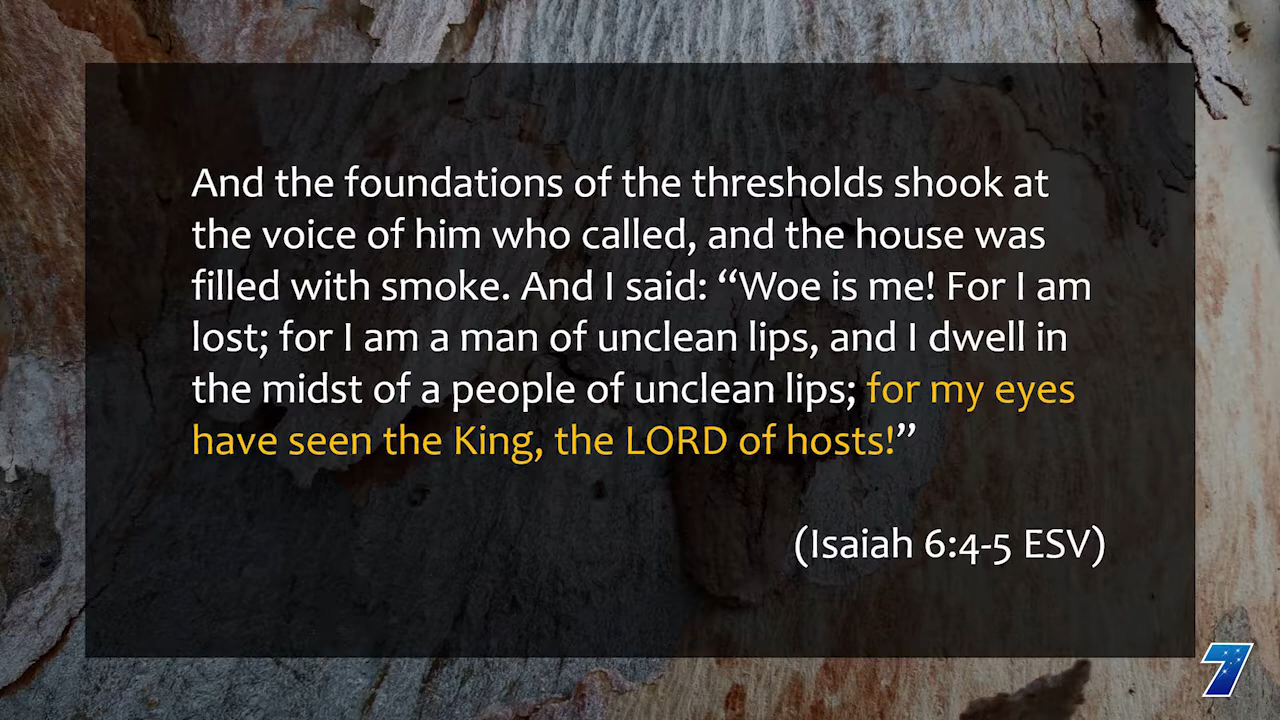 And the foundations of the thresholds shook at
the voice of him who called, and the house was
filled with smoke. And I said: “Woe is me! For I am
lost; for I am a man of unclean lips, and I dwell in
the midst of a people of unclean lips; for my eyes
have seen the King, the LORD of hosts!”
(Isaiah 6:4-5 ESV)
7